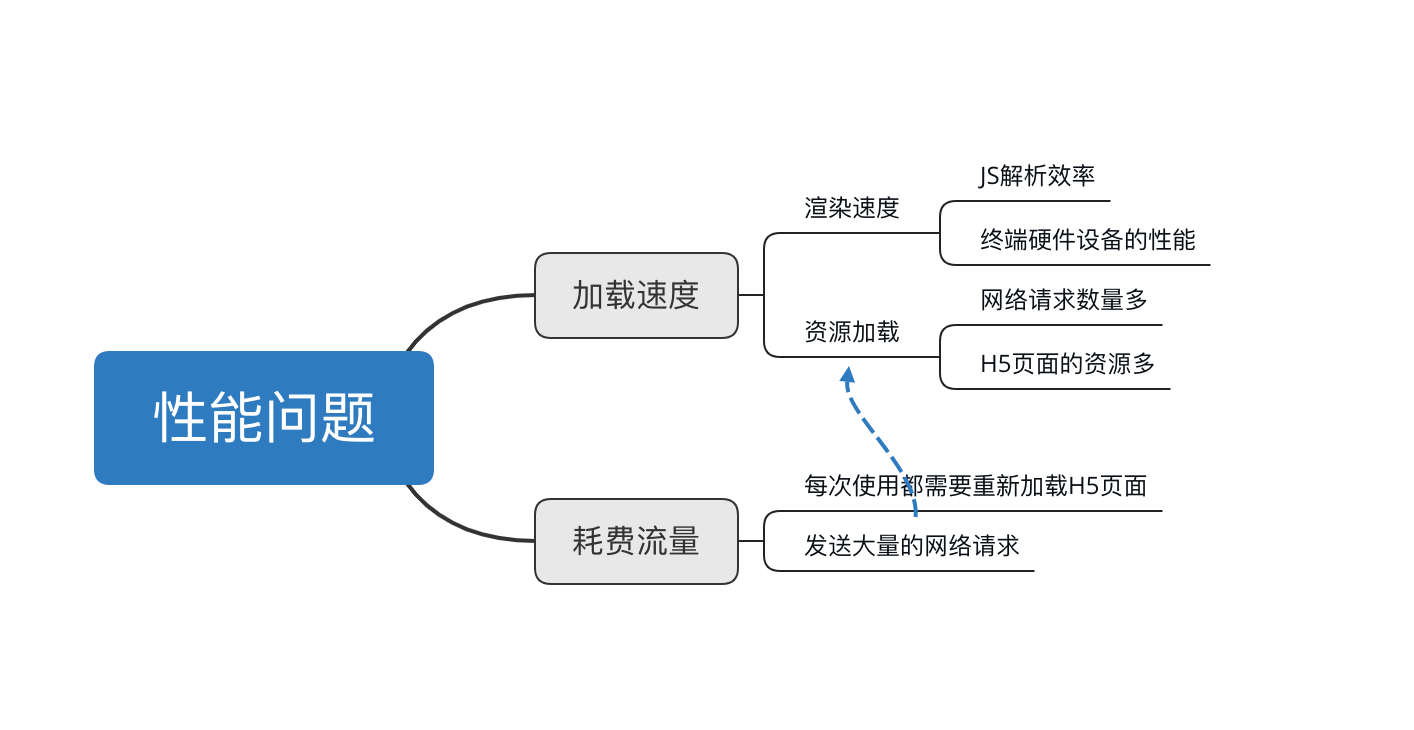 性能问题
加载速度
渲染速度
JS解析效率
终端硬件设备的性能
资源加载
网络请求数量多
H5页面的资源多
耗费流量
每次使用都需要重新加载H5页面
发送大量的网络请求